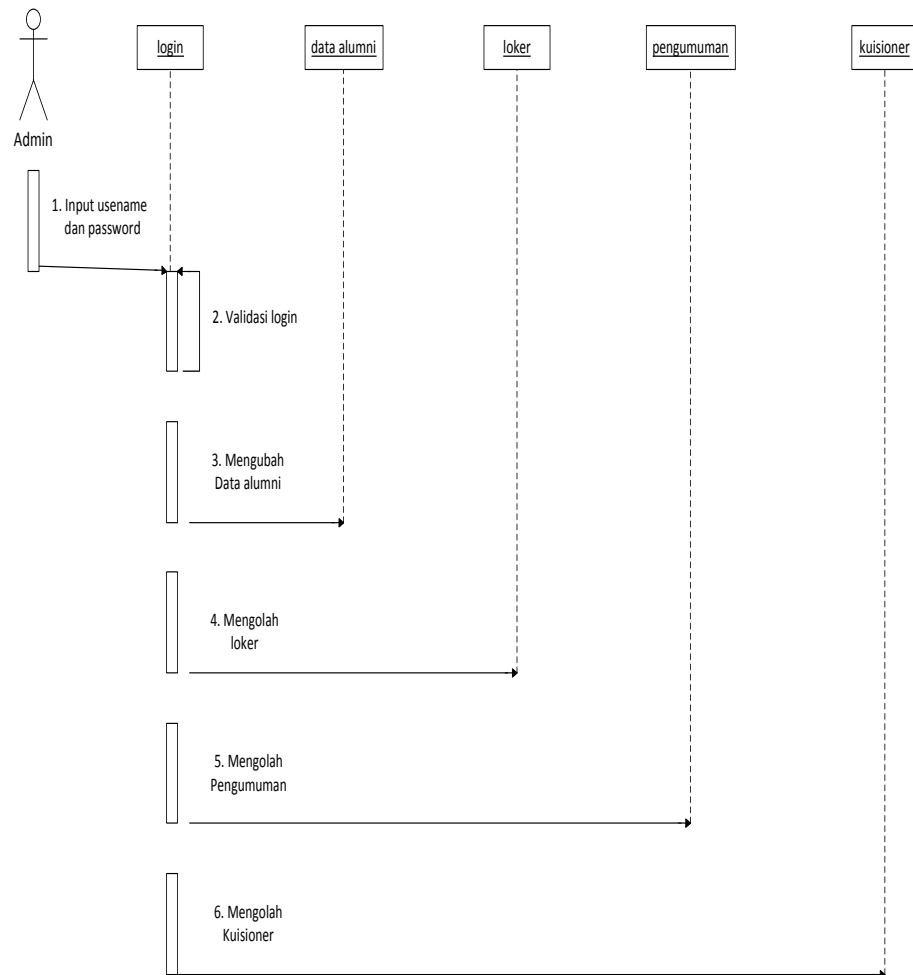 login
data alumni
loker
pengumuman
kuisioner
Admin
1. Input usename
dan password
2. Validasi login
3. Mengubah
Data alumni
4. Mengolah
loker
5. Mengolah
Pengumuman
6. Mengolah
Kuisioner